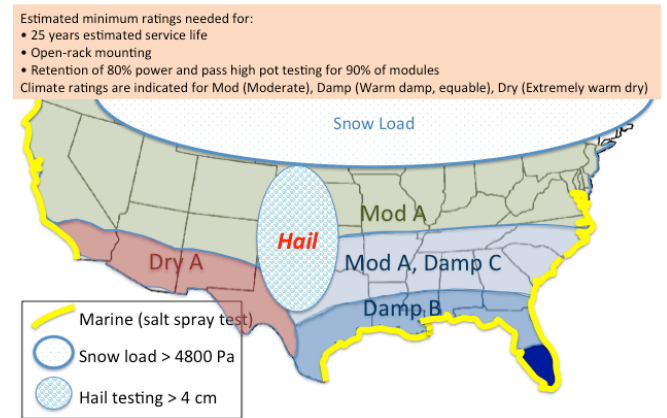 Estimated minimum ratings needed for:
• 25 years estimated service life
• Open-rack mounting
• Retention of 80% power and pass high pot testing for 90% of modules
Climate ratings are indicated for Mod (Moderate), Damp (Warm damp, equable), Dry (Extremely warm dry)
Snow Load
Mod A
Hail
Dry A
Mod A, Damp C
Damp B
Marine (salt spray test)
Snow load > 4800 Pa
Hail testing > 4 cm